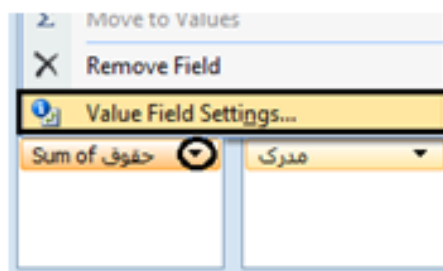 Σ Move to Values
Remove Field
Value Field Settings...
Sum of حقوق
مدرک